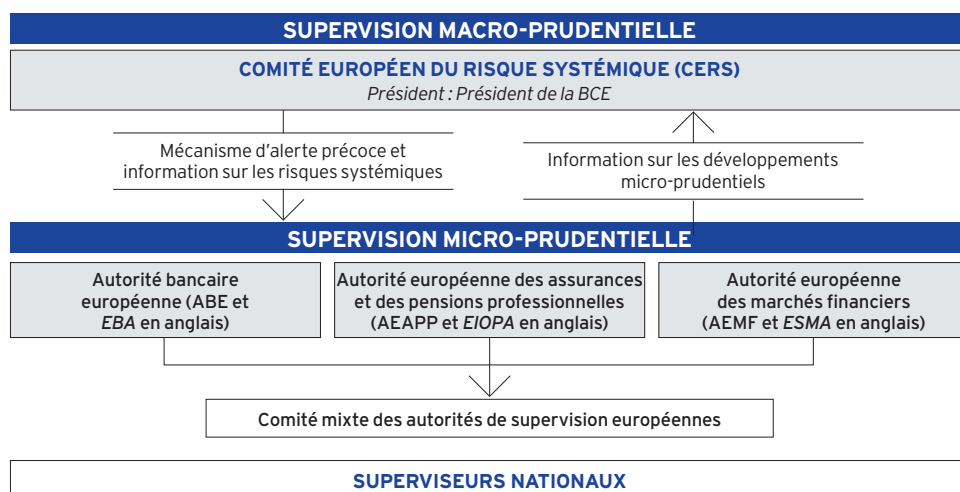 SUPERVISION MACRO-PRUDENTIELLE
COMITÉ EUROPÉEN DU RISQUE SYSTÉMIQUE (CERS)
Président : Président de la BCE
Mécanisme d'alerte précoce et
information sur les risques systémiques
Information sur les développements
micro-prudentiels
SUPERVISION MICRO-PRUDENTIELLE
Autorité bancaire
européenne (ABE et
EBA en anglais)
Autorité européenne des assurances
et des pensions professionnelles
(AEAPP et EIOPA en anglais)
Autorité européenne
des marchés financiers
(AEMF et ESMA en anglais)
Comité mixte des autorités de supervision européennes
SUPERVISEURS NATIONAUX